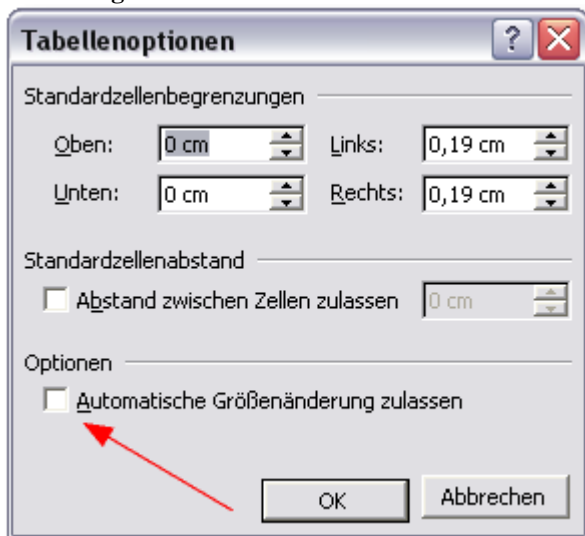 Tabellenoptionen
Standardzellenbegrenzungen
Oben: 0 cm Links: 0,19 cm
Unten: 0 cm Rechts: 0,19 cm
Standardzellenabstand
Abstand zwischen Zellen zulassen 0 cm
Optionen
Automatische Größenänderung zulassen
OK Abbrechen